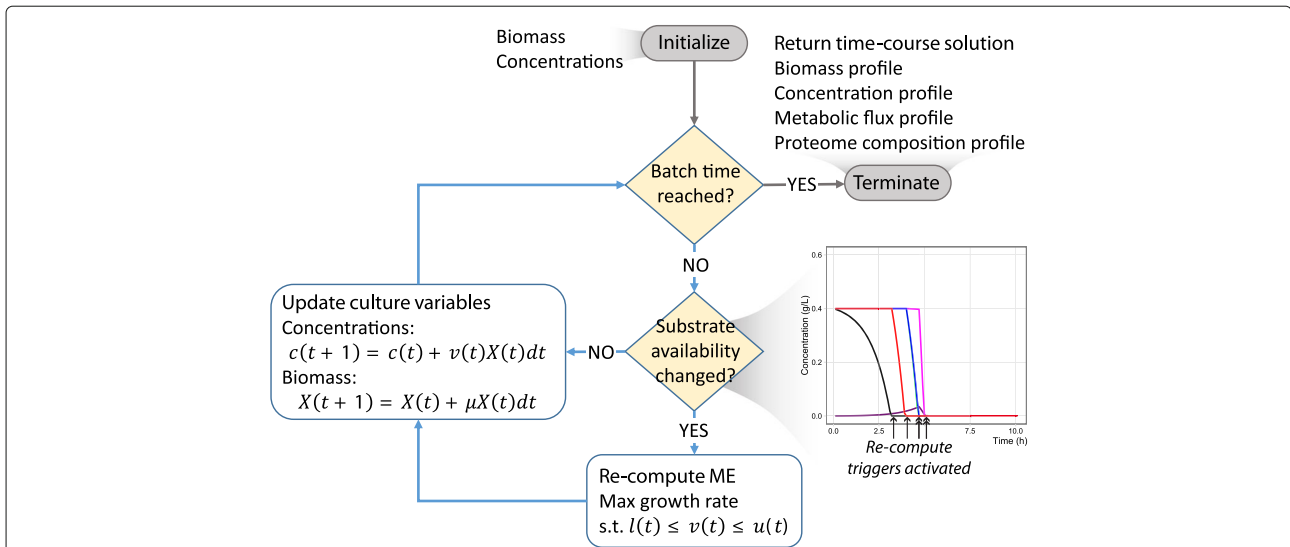 Biomass
Concentrations
Initialize
Return time-course solution
Biomass profile
Concentration profile
Metabolic flux profile
Proteome composition profile
Batch time
reached?
YES
Terminate
NO
Update culture variables
Concentrations:
c(t + 1) = c(t) + v(t)X(t)dt
Biomass:
X(t + 1) = X(t) + μX(t)dt
NO
Substrate
availability
changed?
YES
Re-compute ME
Max growth rate
s.t. l(t) ≤ v(t) ≤ u(t)
Concentration (g/L)
0.6
0.4
0.2
0.0
0.0 2.5 7.5 10.0
Time (h)
Re-compute
triggers activated